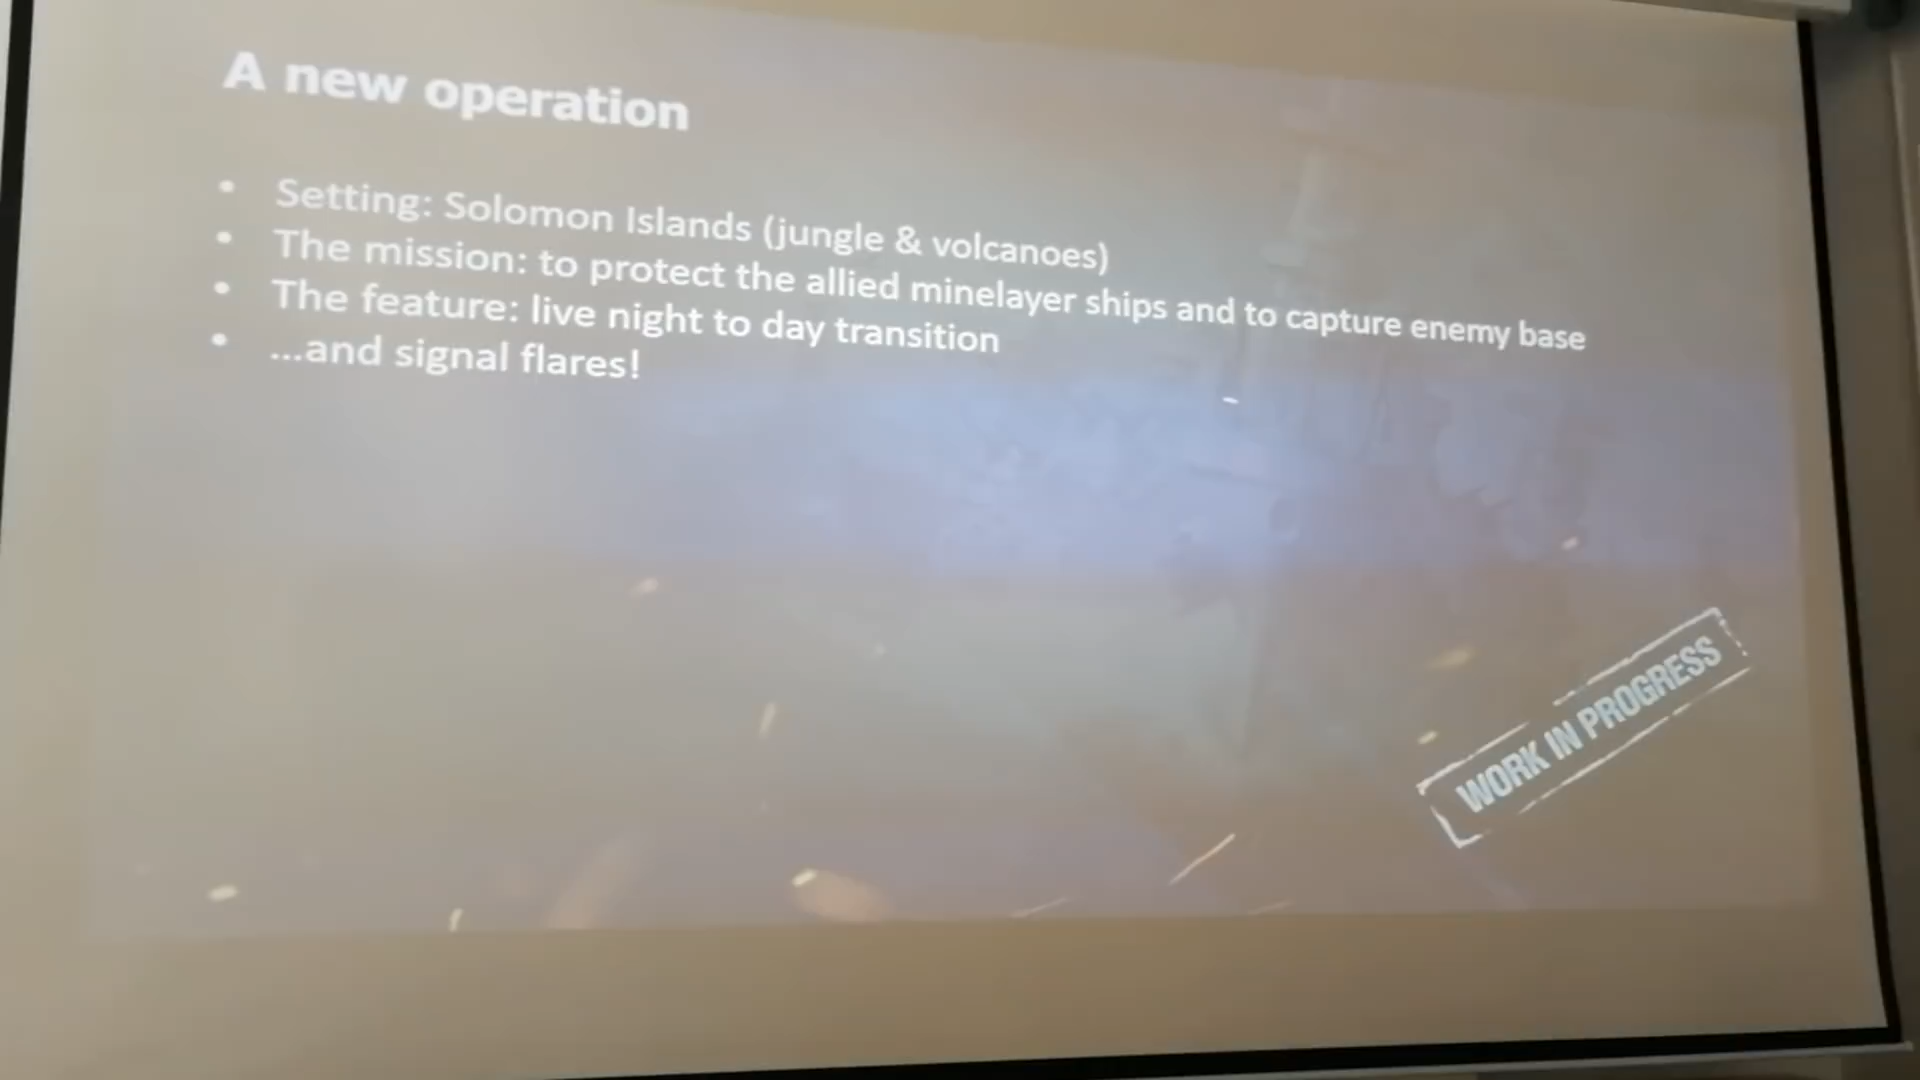 A new operation
• Setting: Solomon Islands (jungle & volcanoes)
• The mission: to protect the allied minelayer ships and to capture enemy base
• The feature: live night to day transition
• ...and signal flares!
WORK IN PROGRESS